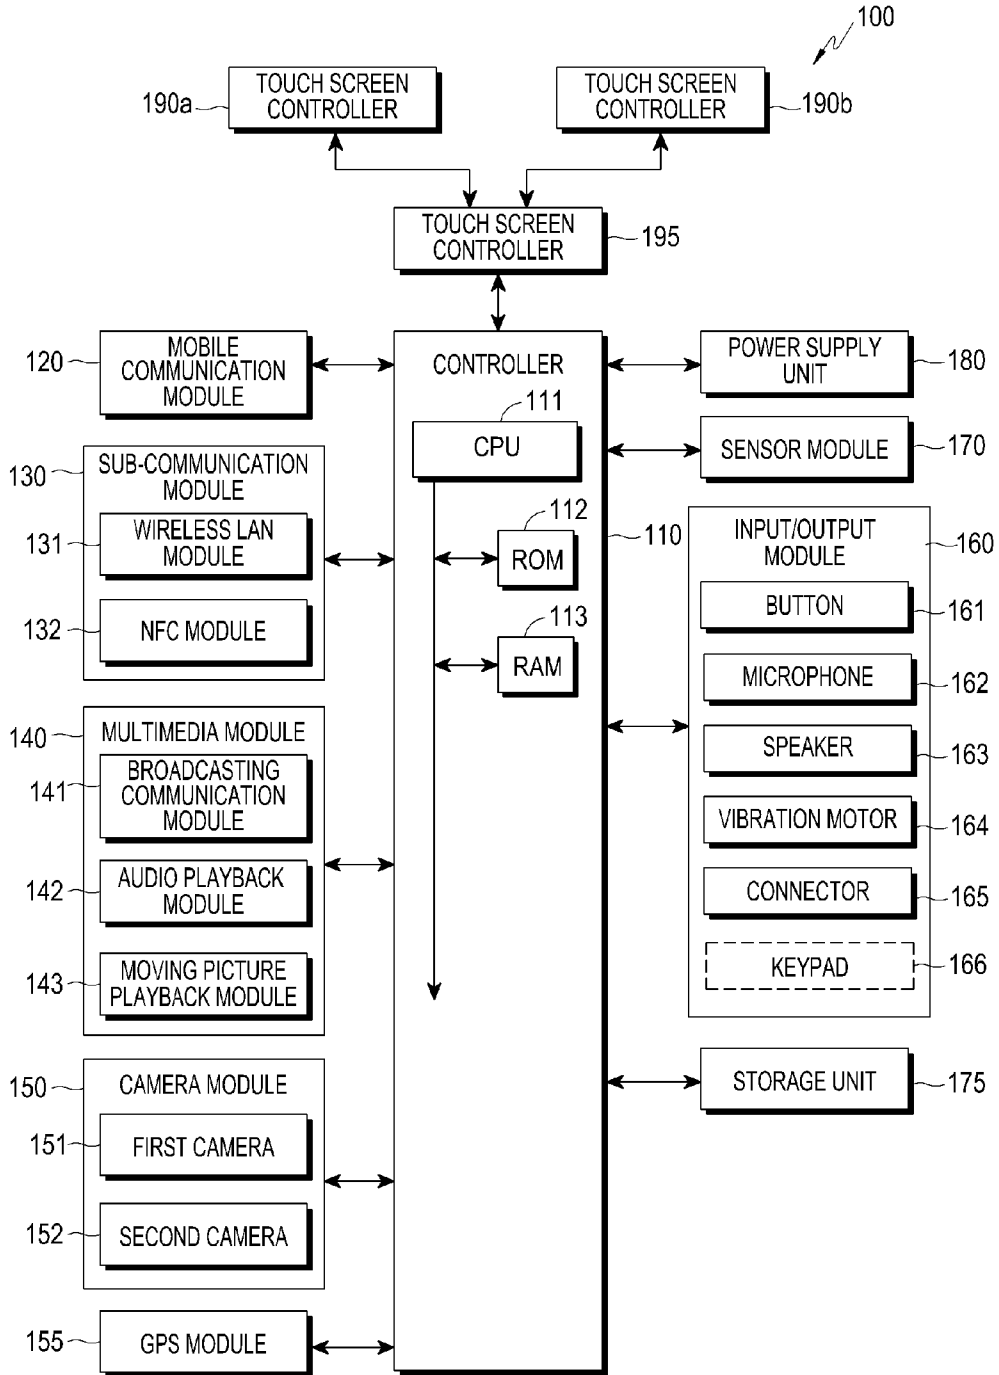 100
TOUCH SCREEN
CONTROLLER
190a
TOUCH SCREEN
CONTROLLER
190b
TOUCH SCREEN
CONTROLLER
195
120
MOBILE
COMMUNICATION
MODULE
130
SUB-COMMUNICATION
MODULE
131
WIRELESS LAN
MODULE
132
NFC MODULE
140
MULTIMEDIA MODULE
141
BROADCASTING
COMMUNICATION
MODULE
142
AUDIO PLAYBACK
MODULE
143
MOVING PICTURE
PLAYBACK MODULE
150
CAMERA MODULE
151
FIRST CAMERA
152
SECOND CAMERA
155
GPS MODULE
CONTROLLER
111
CPU
112
ROM
113
RAM
110
POWER SUPPLY
UNIT
180
SENSOR MODULE
170
INPUT/OUTPUT
MODULE
160
BUTTON
161
MICROPHONE
162
SPEAKER
163
VIBRATION MOTOR
164
CONNECTOR
165
KEYPAD
166
STORAGE UNIT
175